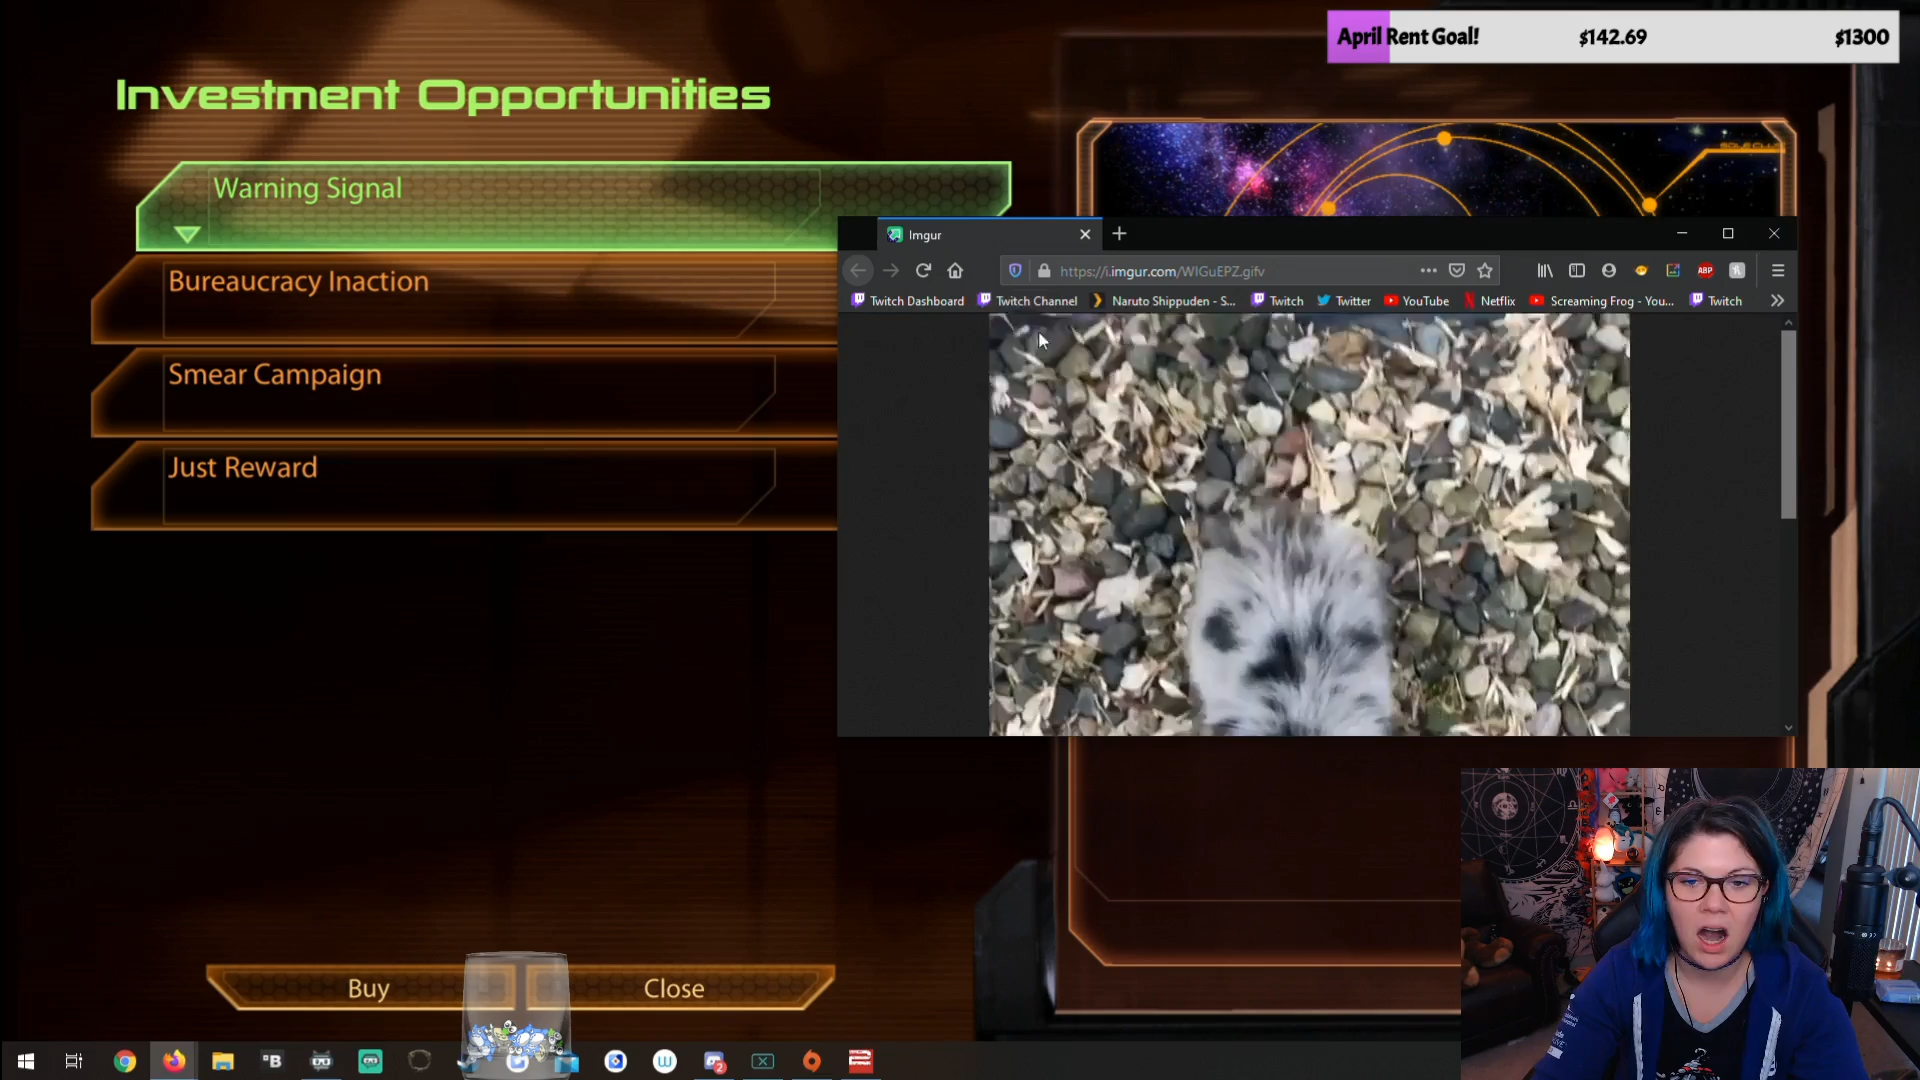 April Rent Goal! $142.69 $1300
Investment Opportunities
Warning Signal
Bureaucracy Inaction
Smear Campaign
Just Reward
Imgur
https://i.imgur.com/WIGuEPZ.gifv
ABP
Twitch Dashboard Twitch Channel Naruto Shippuden - S... Twitch Twitter YouTube Netflix Screaming Frog - You... Twitch
Buy Close
B
W
2